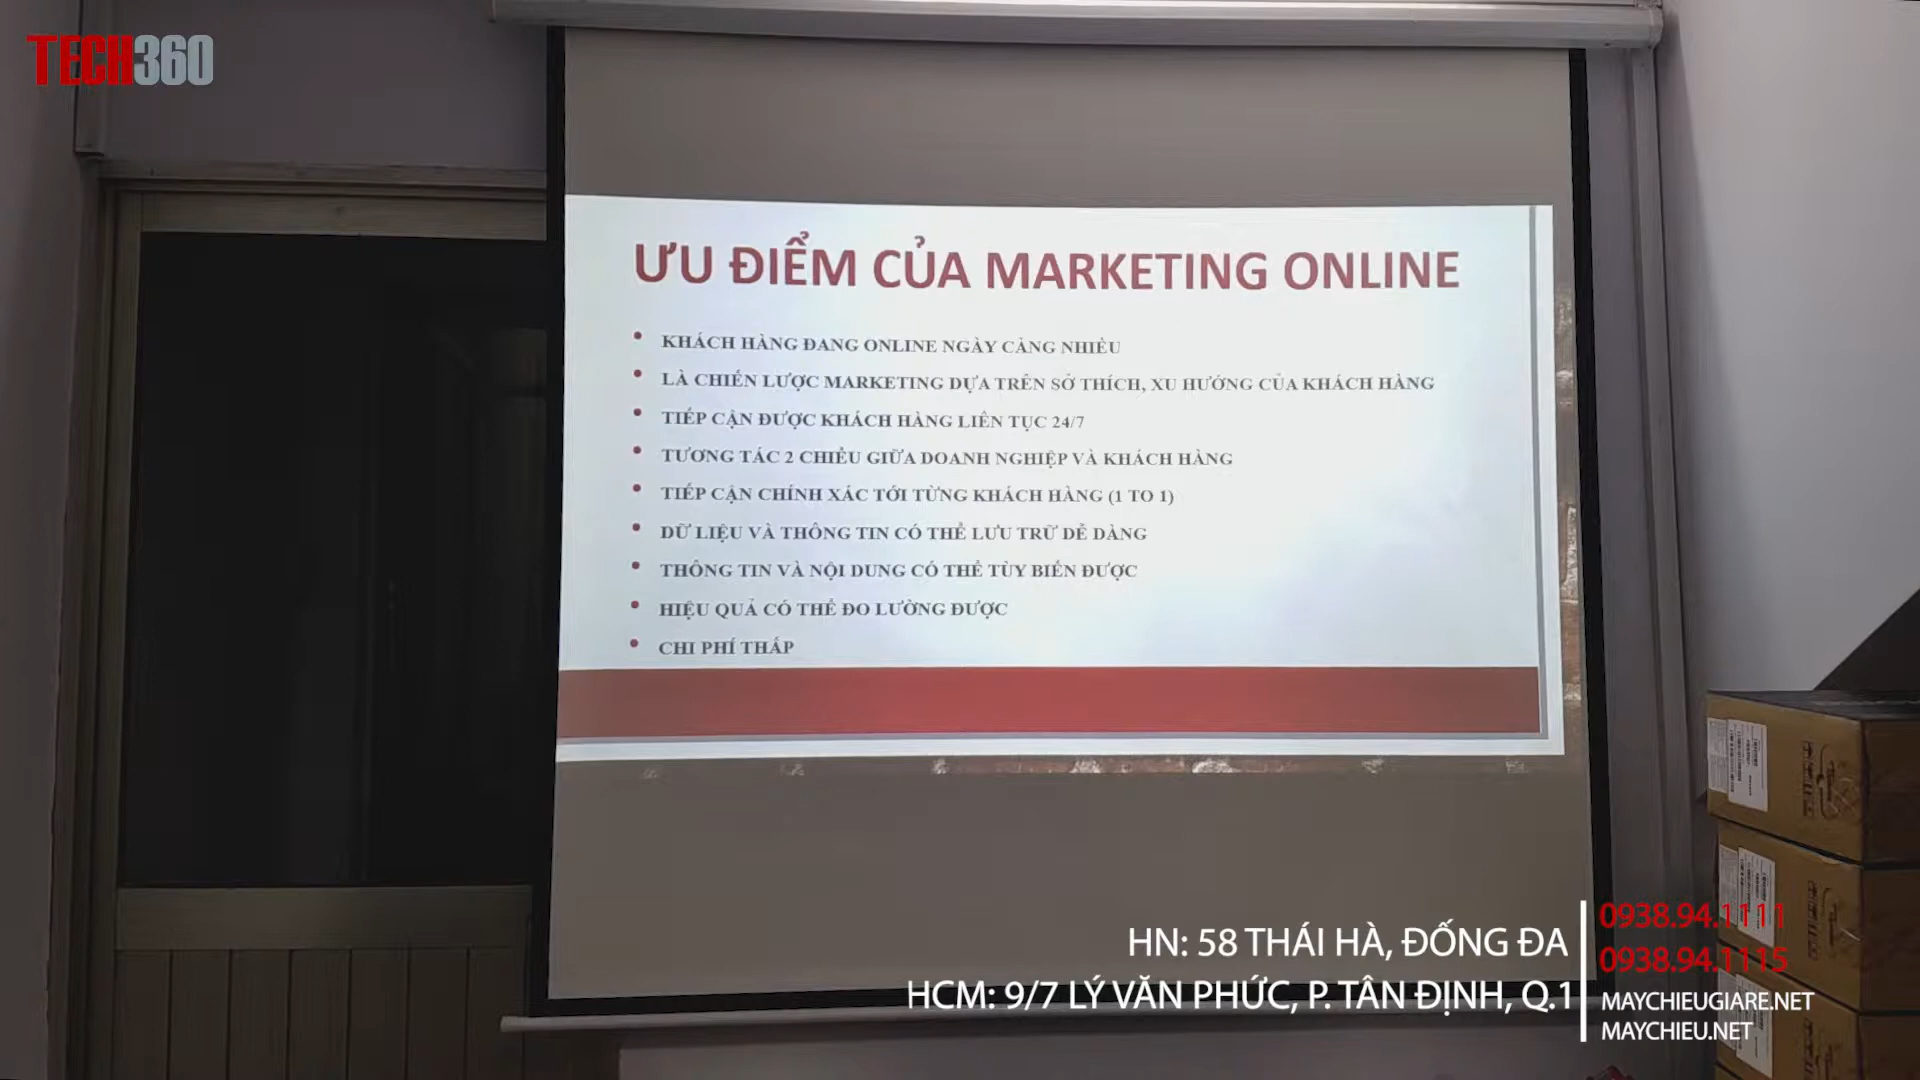 TECH360
ƯU ĐIỂM CỦA MARKETING ONLINE
• KHÁCH HÀNG ĐANG ONLINE NGÀY CÀNG NHIỀU
• LÀ CHIẾN LƯỢC MARKETING DỰA TRÊN SỞ THÍCH, XU HƯỚNG CỦA KHÁCH HÀNG
• TIẾP CẬN ĐƯỢC KHÁCH HÀNG LIÊN TỤC 24/7
• TƯƠNG TÁC 2 CHIỀU GIỮA DOANH NGHIỆP VÀ KHÁCH HÀNG
• TIẾP CẬN CHÍNH XÁC TỚI TỪNG KHÁCH HÀNG (1 TO 1)
• DỮ LIỆU VÀ THÔNG TIN CÓ THỂ LƯU TRỮ DỄ DÀNG
• THÔNG TIN VÀ NỘI DUNG CÓ THỂ TÙY BIẾN ĐƯỢC
• HIỆU QUẢ CÓ THỂ ĐO LƯỜNG ĐƯỢC
• CHI PHÍ THẤP
HN: 58 THÁI HÀ, ĐỐNG ĐA
HCM: 9/7 LÝ VĂN PHỨC, P. TÂN ĐỊNH, Q.1
0938.94.1111
0938.94.1115
MAYCHIEUGIARE.NET
MAYCHIEU.NET